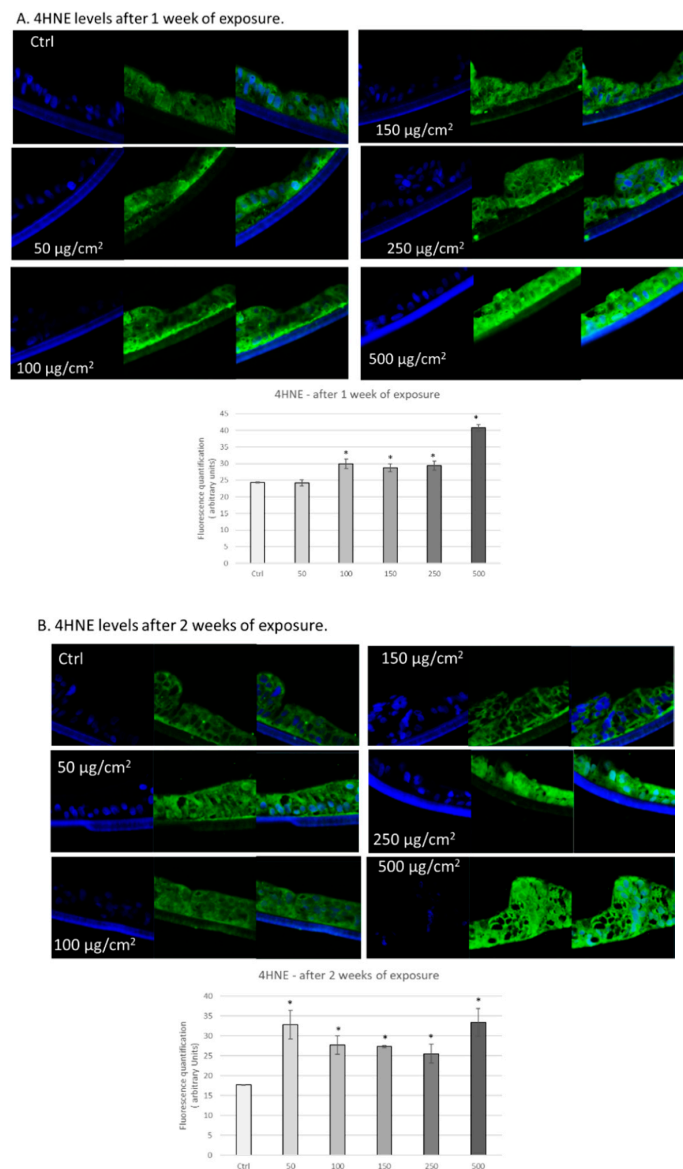 A. 4HNE levels after 1 week of exposure.
Ctrl
150 µg/cm²
50 µg/cm²
250 µg/cm²
100 µg/cm²
500 µg/cm²
4HNE - after 1 week of exposure
Fluorescence quantification
( arbitrary units)
45
40
35
30
25
20
15
10
5
0
*
*
*
*
Ctrl 50 100 150 250 500
B. 4HNE levels after 2 weeks of exposure.
Ctrl
150 µg/cm²
50 µg/cm²
250 µg/cm²
100 µg/cm²
500 µg/cm²
4HNE - after 2 weeks of exposure
Fluorescence quantification
( arbitrary Units)
40
35
30
25
20
15
10
5
0
*
*
*
*
*
Ctrl 50 100 150 250 500